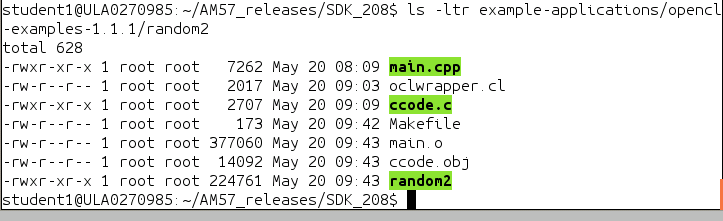 student1@ULA0270985:~/AM57_releases/SDK_208$ ls -ltr example-applications/opencl
-examples-1.1.1/random2
total 628
-rwxr-xr-x 1 root root   7262 May 20 08:09 main.cpp
-rw-r--r-- 1 root root   2017 May 20 09:03 oclwrapper.cl
-rwxr-xr-x 1 root root   2707 May 20 09:09 ccode.c
-rw-r--r-- 1 root root    173 May 20 09:42 Makefile
-rw-r--r-- 1 root root 377060 May 20 09:43 main.o
-rw-r--r-- 1 root root  14092 May 20 09:43 ccode.obj
-rwxr-xr-x 1 root root 224761 May 20 09:43 random2
student1@ULA0270985:~/AM57_releases/SDK_208$